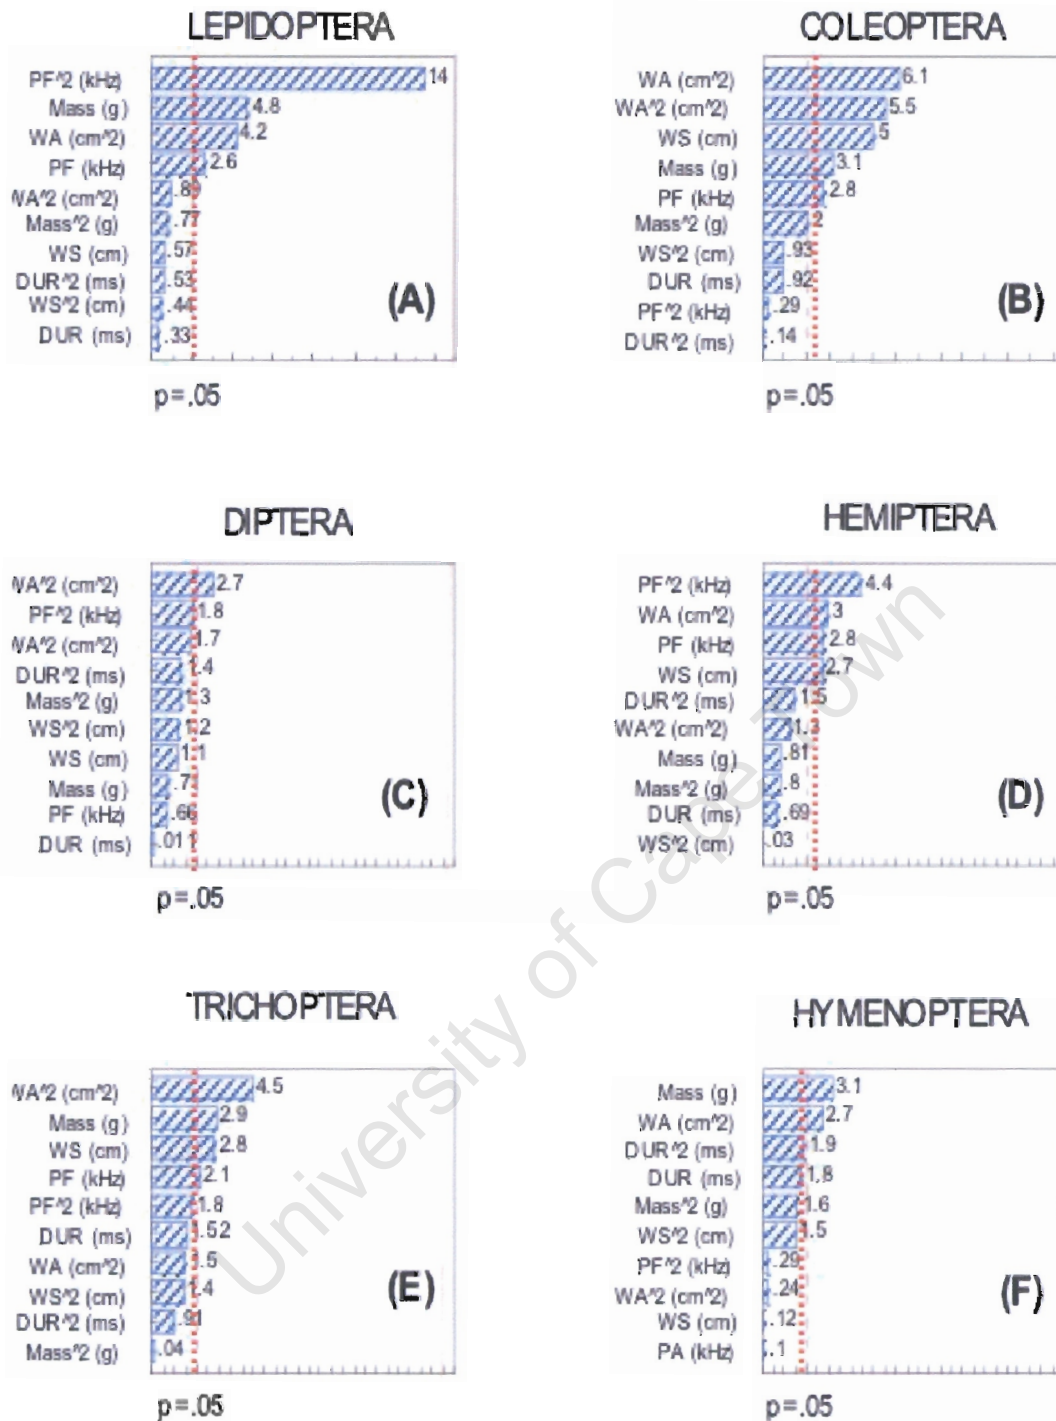 LEPIDOPTERA
PF^2 (kHz) 14
Mass (g) 4.8
WA (cm^2) 4.2
PF (kHz) 2.6
WA^2 (cm^2) .89
Mass^2 (g) .77
WS (cm) .57
DUR^2 (ms) .53
WS^2 (cm) .44
DUR (ms) .33
(A)
p=.05
COLEOPTERA
WA (cm^2) 6.1
WA^2 (cm^2) 5.5
WS (cm) 5
Mass (g) 3.1
PF (kHz) 2.8
Mass^2 (g) 2
WS^2 (cm) .93
DUR (ms) .92
PF^2 (kHz) .29
DUR^2 (ms) .14
(B)
p=.05
DIPTERA
WA^2 (cm^2) 2.7
PF^2 (kHz) 1.8
WA^2 (cm^2) 1.7
DUR^2 (ms) 1.4
Mass^2 (g) 1.3
WS^2 (cm) 1.2
WS (cm) 1.1
Mass (g)
PF (kHz) .66
DUR (ms) .011
(C)
p=.05
HEMIPTERA
PF^2 (kHz) 4.4
WA (cm^2) 3
PF (kHz) 2.8
WS (cm) 2.7
DUR^2 (ms) 1.5
WA^2 (cm^2) 1.3
Mass (g) .81
Mass^2 (g) .8
DUR (ms) .69
WS^2 (cm) .03
(D)
p=.05
TRICHOPTERA
WA^2 (cm^2) 4.5
Mass (g) 2.9
WS (cm) 2.8
PF (kHz) 2.1
PF^2 (kHz) 1.8
DUR (ms) 1.52
WA (cm^2) 1.5
WS^2 (cm) 1.4
DUR^2 (ms) .91
Mass^2 (g) .04
(E)
p=.05
HYMENOPTERA
Mass (g) 3.1
WA (cm^2) 2.7
DUR^2 (ms) 1.9
DUR (ms) 1.8
Mass^2 (g) 1.6
WS^2 (cm) 1.5
PF^2 (kHz) .29
WA^2 (cm^2) .24
WS (cm) .12
PA (kHz) .1
(F)
p=.05
University of Cape Town